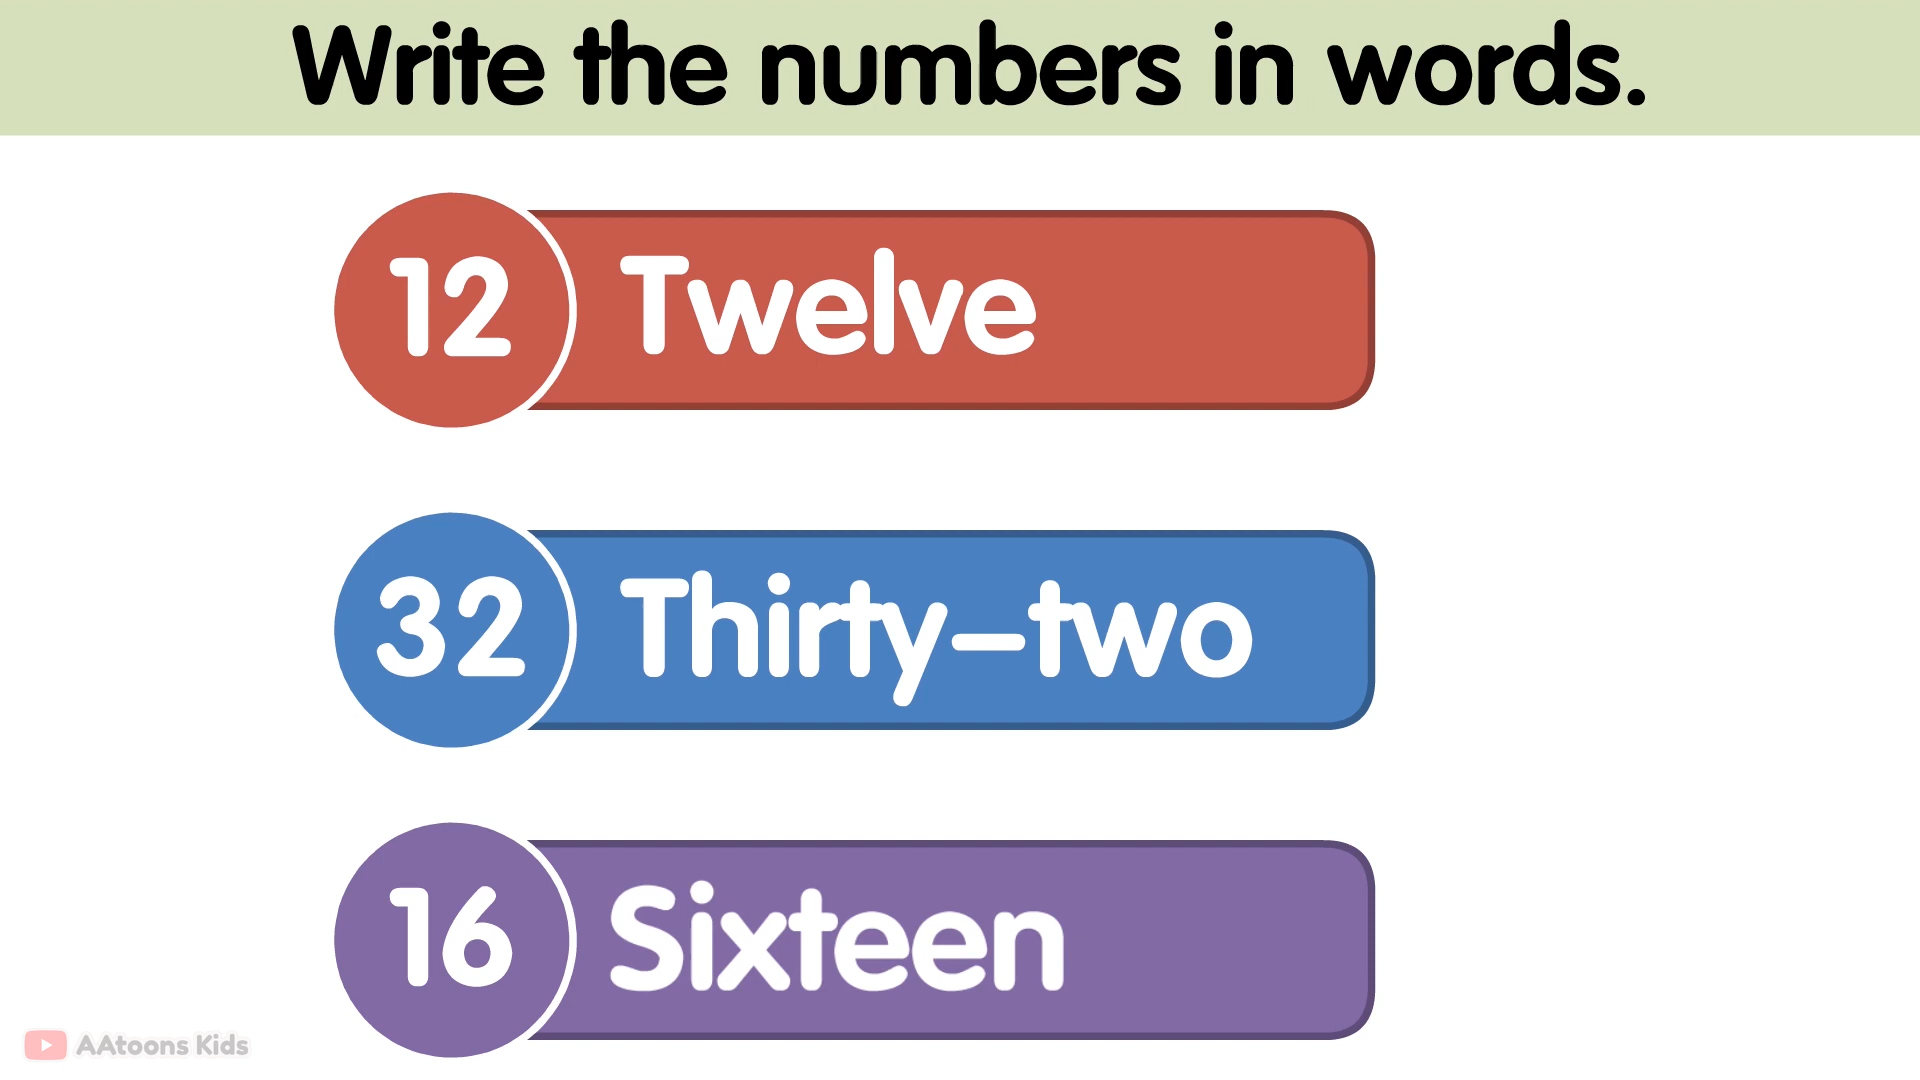 Write the numbers in words.
12 Twelve
32 Thirty-two
16 Sixteen
AAtoons Kids